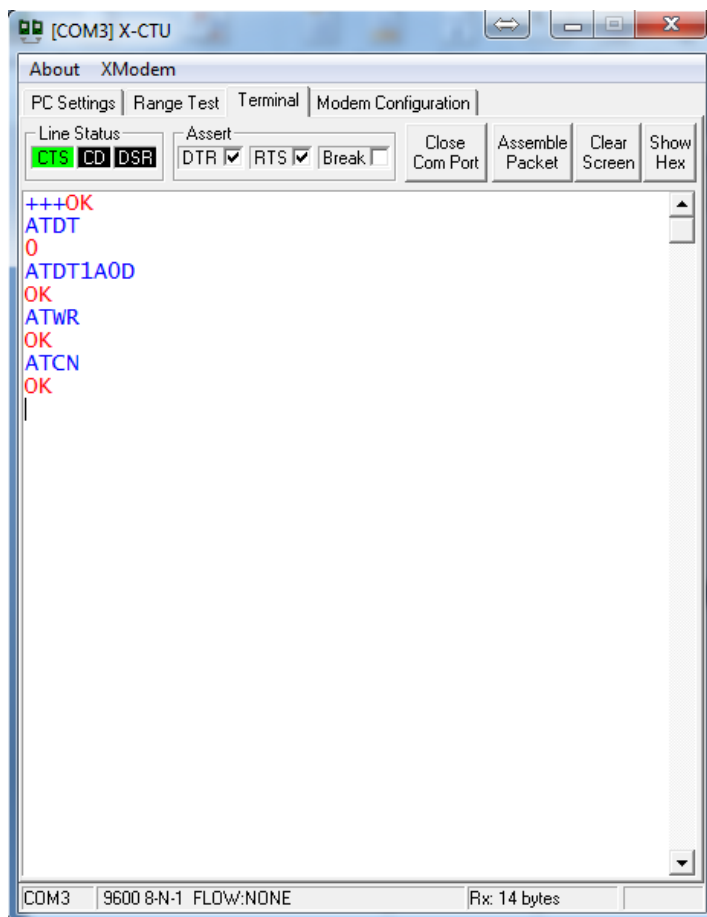 [COM3] X-CTU
About XModem
PC Settings Range Test Terminal Modem Configuration
Line Status Assert
CTS CD DSR DTR RTS Break
Close Com Port
Assemble Packet
Clear Screen
Show Hex
+++OK
ATDT
0
ATDT1A0D
OK
ATWR
OK
ATCN
OK
COM3 9600 8-N-1 FLOW:NONE Rx: 14 bytes